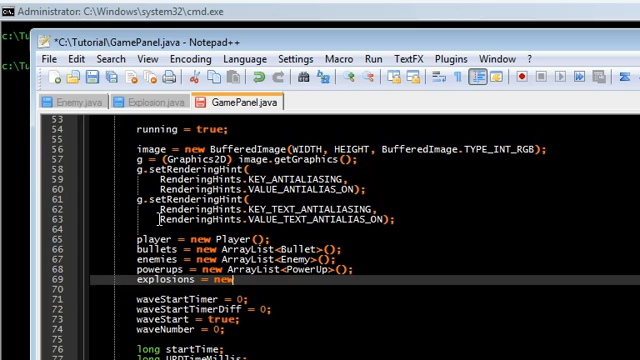 Administrator: C:\Windows\system32\cmd.exe
c:\Tu
c:\Tu
*C:\Tutorial\GamePanel.java - Notepad++
File Edit Search View Encoding Language Settings Macro Run TextFX Plugins Window ?
Enemy.java Explosion.java GamePanel.java
53
54 running = true;
55
56 image = new BufferedImage(WIDTH, HEIGHT, BufferedImage.TYPE_INT_RGB);
57 g = (Graphics2D) image.getGraphics();
58 g.setRenderingHint(
59 RenderingHints.KEY_ANTIALIASING,
60 RenderingHints.VALUE_ANTIALIAS_ON);
61 g.setRenderingHint(
62 RenderingHints.KEY_TEXT_ANTIALIASING,
63 RenderingHints.VALUE_TEXT_ANTIALIAS_ON);
64
65 player = new Player();
66 bullets = new ArrayList<Bullet>();
67 enemies = new ArrayList<Enemy>();
68 powerups = new ArrayList<PowerUp>();
69 explosions = new
70
71 waveStartTimer = 0;
72 waveStartTimerDiff = 0;
73 waveStart = true;
74 waveNumber = 0;
75
76 long startTime;
77 long URDTimeMillis;